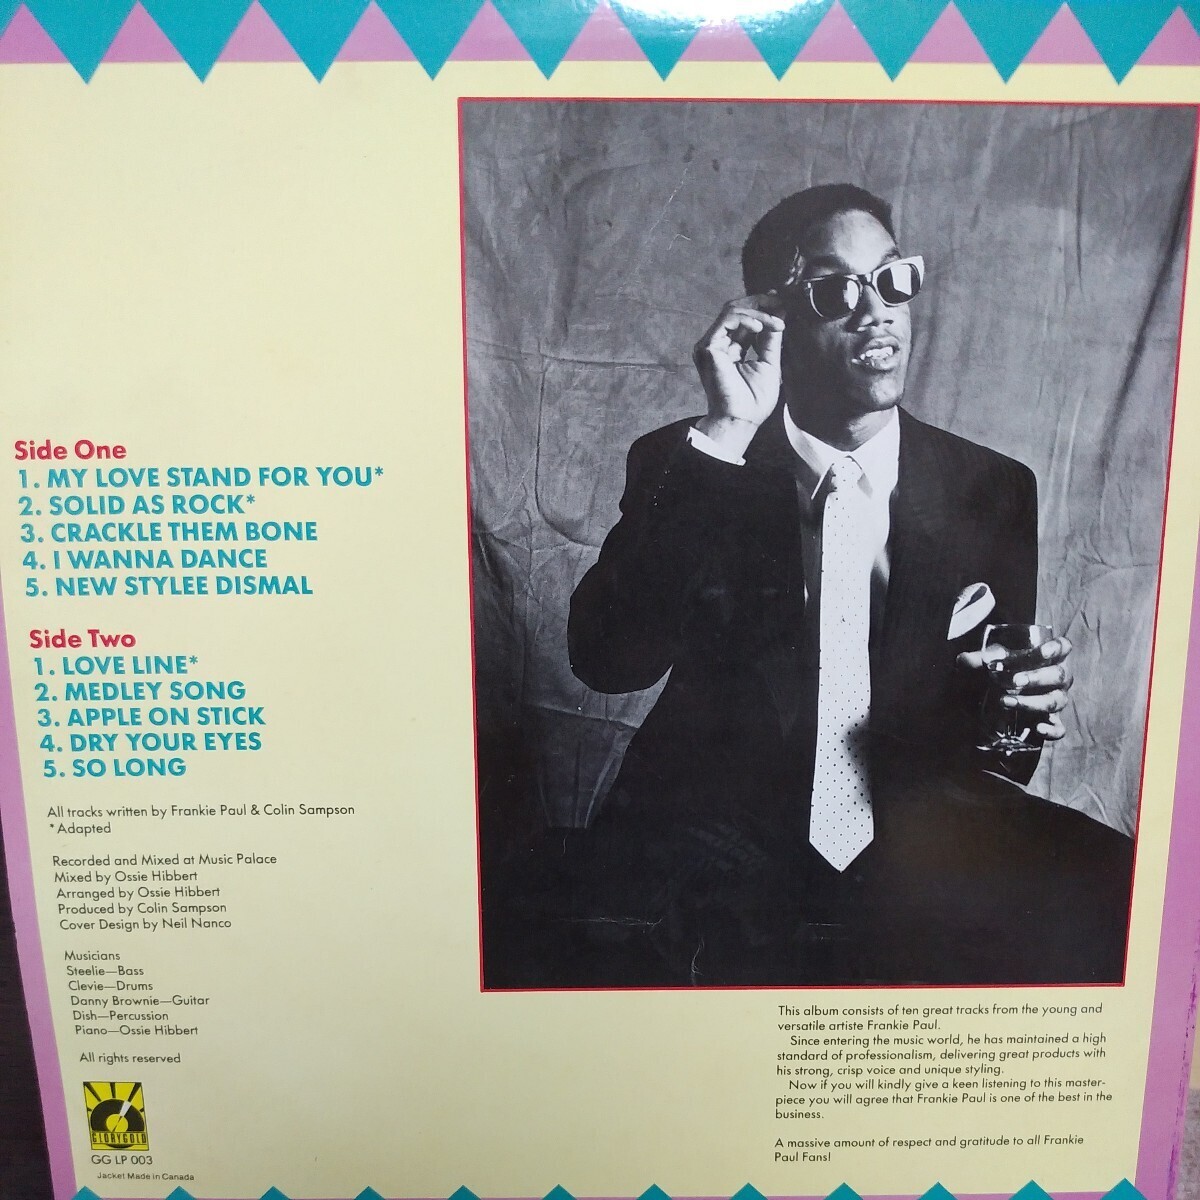 Side One
1. MY LOVE STAND FOR YOU*
2. SOLID AS ROCK*
3. CRACKLE THEM BONE
4. I WANNA DANCE
5. NEW STYLEE DISMAL
Side Two
1. LOVE LINE*
2. MEDLEY SONG
3. APPLE ON STICK
4. DRY YOUR EYES
5. SO LONG
All tracks written by Frankie Paul & Colin Sampson
*Adapted
Recorded and Mixed at Music Palace
Mixed by Ossie Hibbert
Arranged by Ossie Hibbert
Produced by Colin Sampson
Cover Design by Neil Nanco
Musicians
Steelie—Bass
Clevie—Drums
Danny Brownie—Guitar
Dish—Percussion
Piano—Ossie Hibbert
All rights reserved
GLORYGOLD
GG LP 003
Jacket Made in Canada
This album consists of ten great tracks from the young and
versatile artiste Frankie Paul.
Since entering the music world, he has maintained a high
standard of professionalism, delivering great products with
his strong, crisp voice and unique styling.
Now if you will kindly give a keen listening to this master-
piece you will agree that Frankie Paul is one of the best in the
business.
A massive amount of respect and gratitude to all Frankie
Paul Fans!